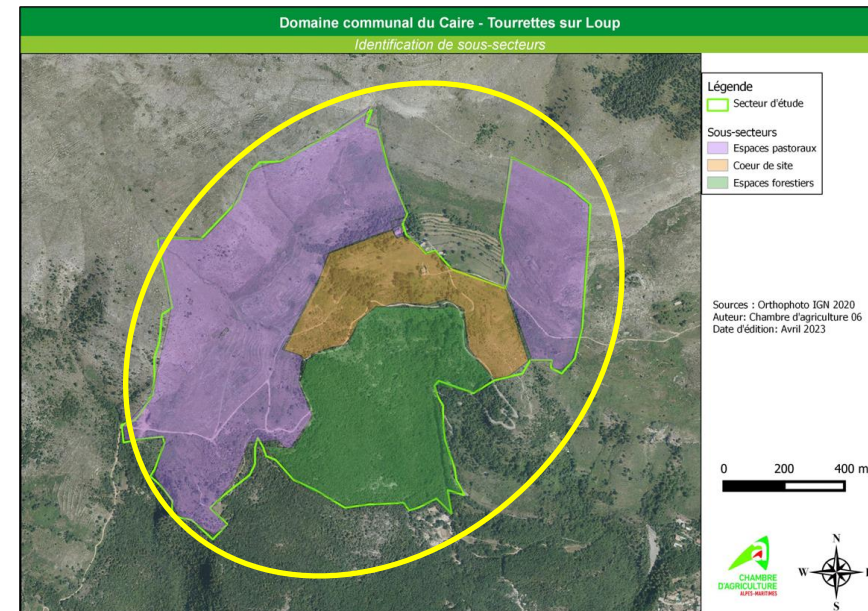 Domaine communal du Caire - Tourrettes sur Loup
Identification de sous-secteurs
Légende
Secteur d'étude
Sous-secteurs
Espaces pastoraux
Coeur de site
Espaces forestiers
Sources : Orthophoto IGN 2020
Auteur: Chambre d'agriculture 06
Date d'édition: Avril 2023
0 200 400 m
CHAMBRE
D'AGRICULTURE
ALPES-MARITIMES
N
W
S